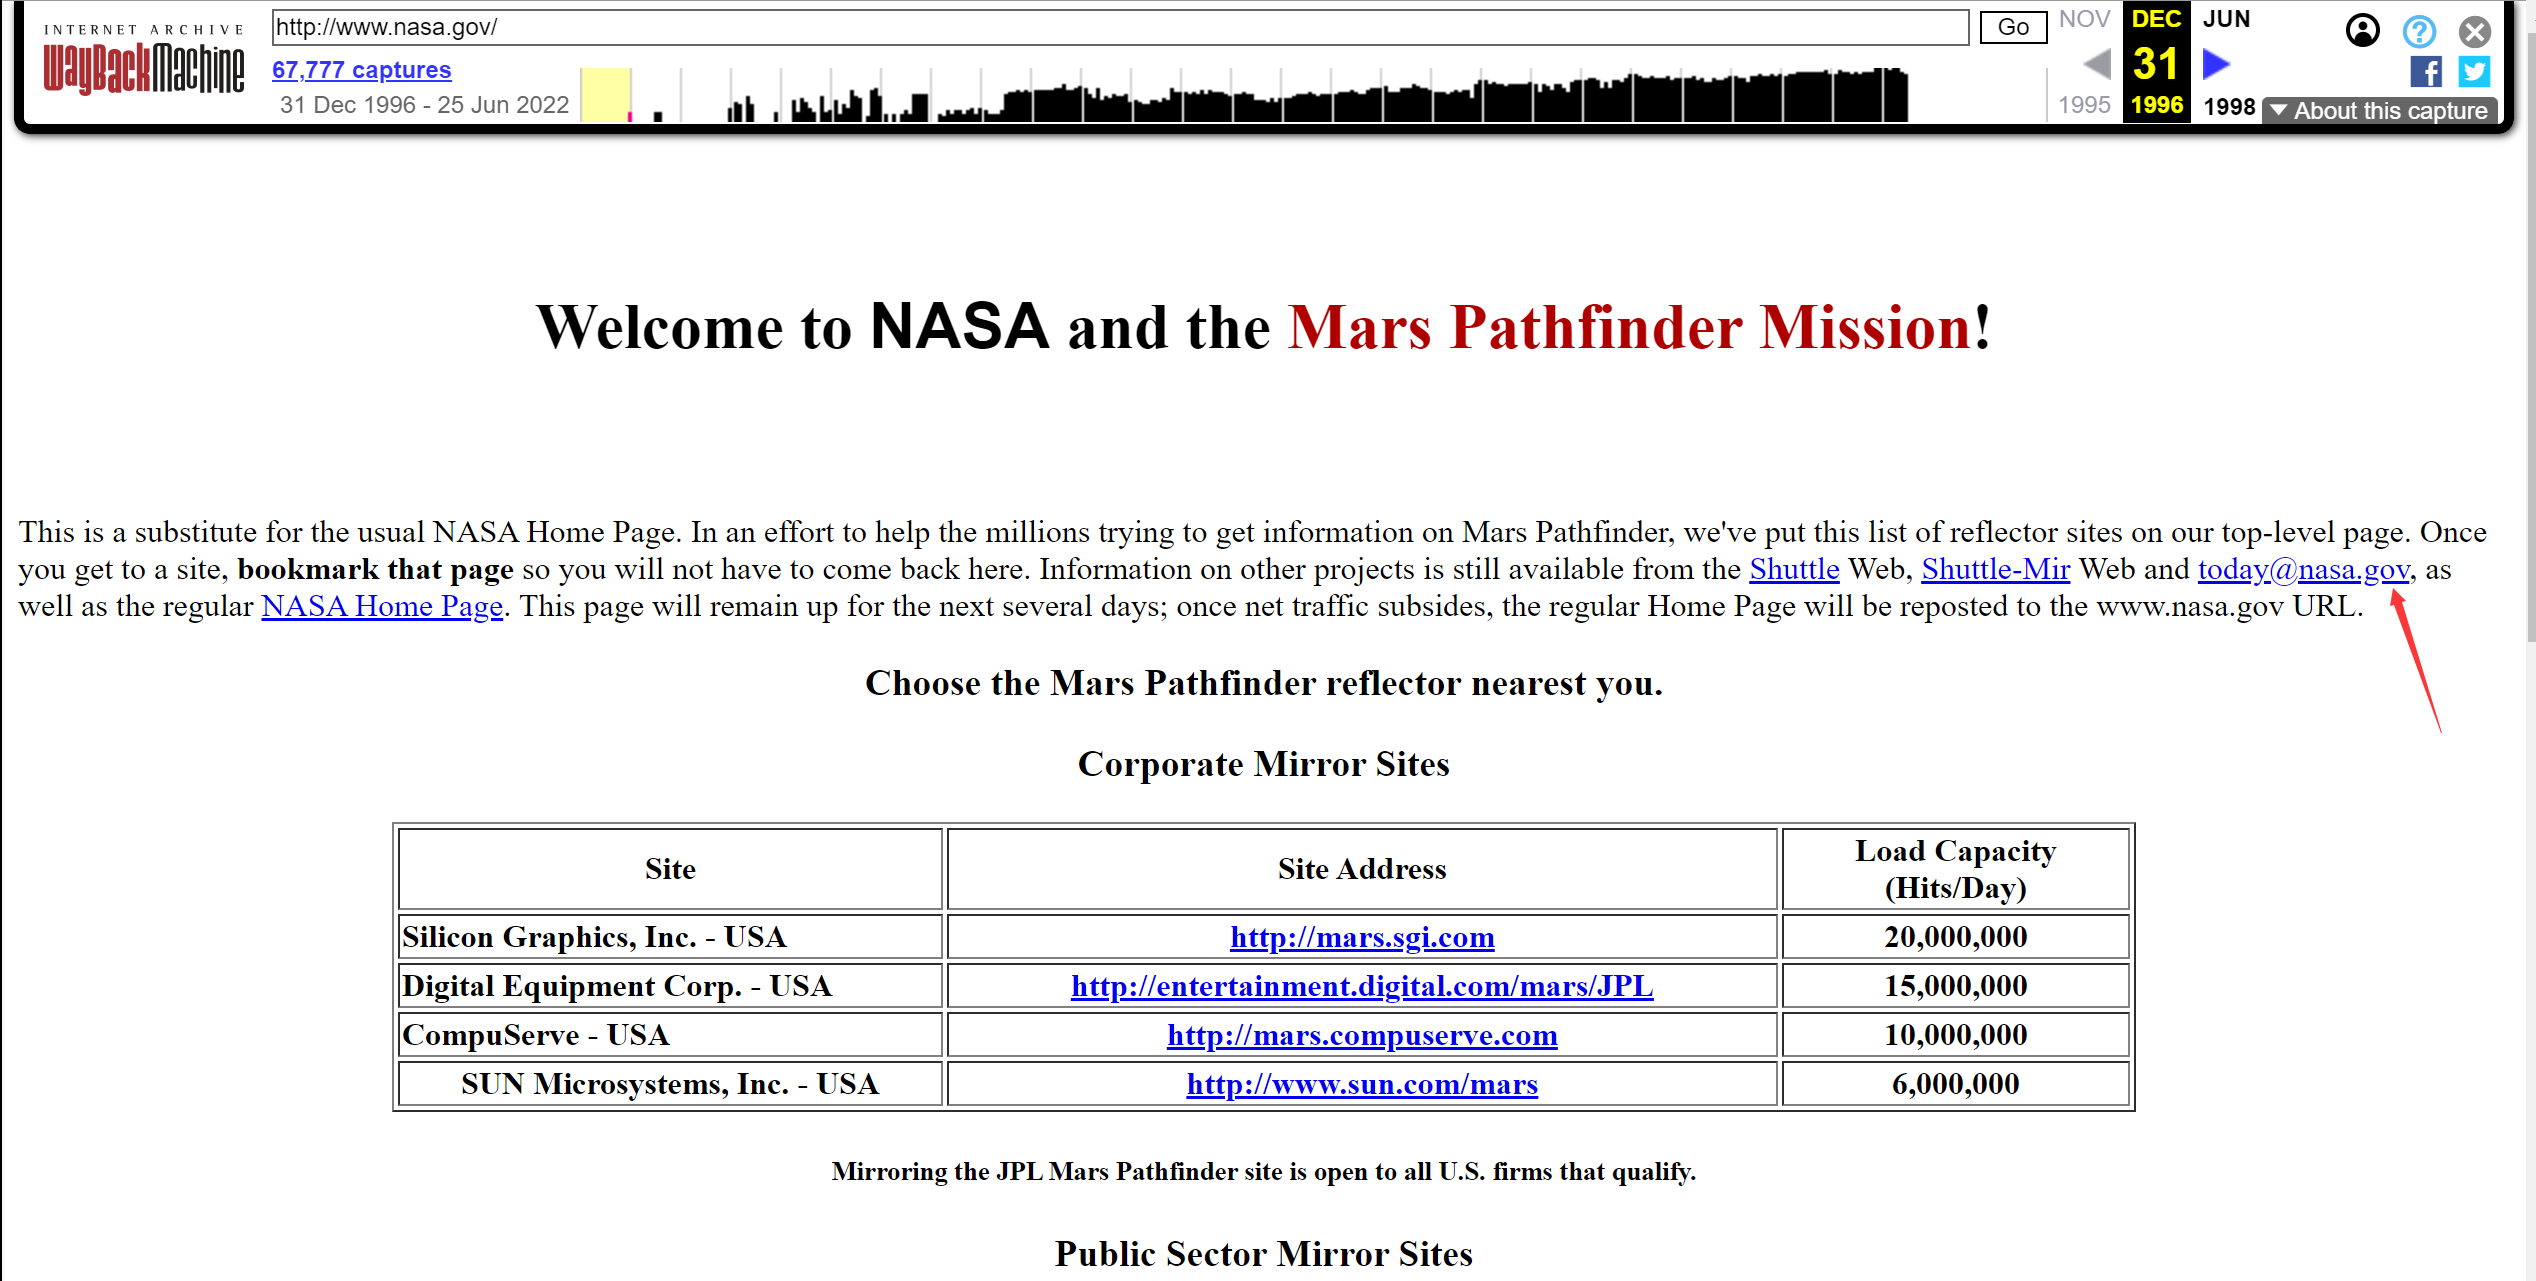 INTERNET ARCHIVE
WayBackMachine
http://www.nasa.gov/
Go
NOV DEC JUN
67,777 captures
31
31 Dec 1996 - 25 Jun 2022
1995 1996 1998
About this capture
Welcome to NASA and the Mars Pathfinder Mission!
This is a substitute for the usual NASA Home Page. In an effort to help the millions trying to get information on Mars Pathfinder, we've put this list of reflector sites on our top-level page. Once
you get to a site, bookmark that page so you will not have to come back here. Information on other projects is still available from the Shuttle Web, Shuttle-Mir Web and today@nasa.gov, as
well as the regular NASA Home Page. This page will remain up for the next several days; once net traffic subsides, the regular Home Page will be reposted to the www.nasa.gov URL.
Choose the Mars Pathfinder reflector nearest you.
Corporate Mirror Sites
Site Site Address Load Capacity
(Hits/Day)
Silicon Graphics, Inc. - USA http://mars.sgi.com 20,000,000
Digital Equipment Corp. - USA http://entertainment.digital.com/mars/JPL 15,000,000
CompuServe - USA http://mars.compuserve.com 10,000,000
SUN Microsystems, Inc. - USA http://www.sun.com/mars 6,000,000
Mirroring the JPL Mars Pathfinder site is open to all U.S. firms that qualify.
Public Sector Mirror Sites